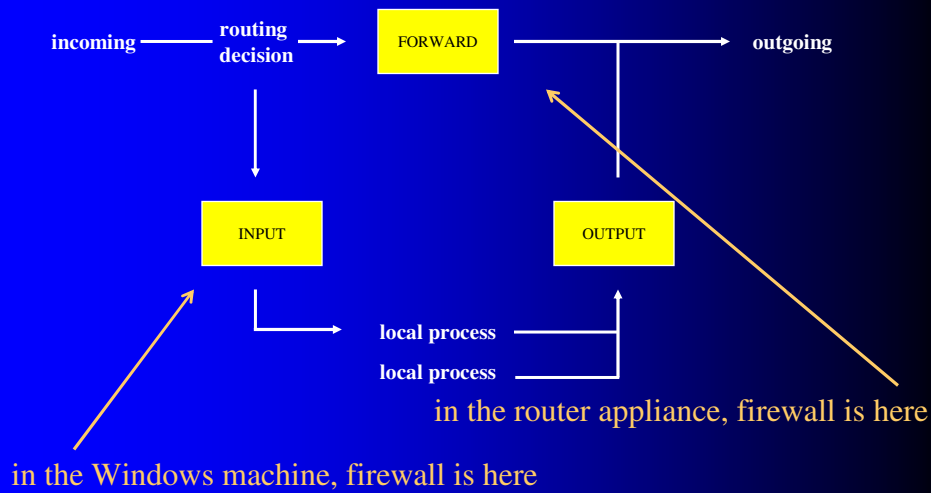 incoming
routing
decision
FORWARD
outgoing
INPUT
OUTPUT
local process
local process
in the router appliance, firewall is here
in the Windows machine, firewall is here